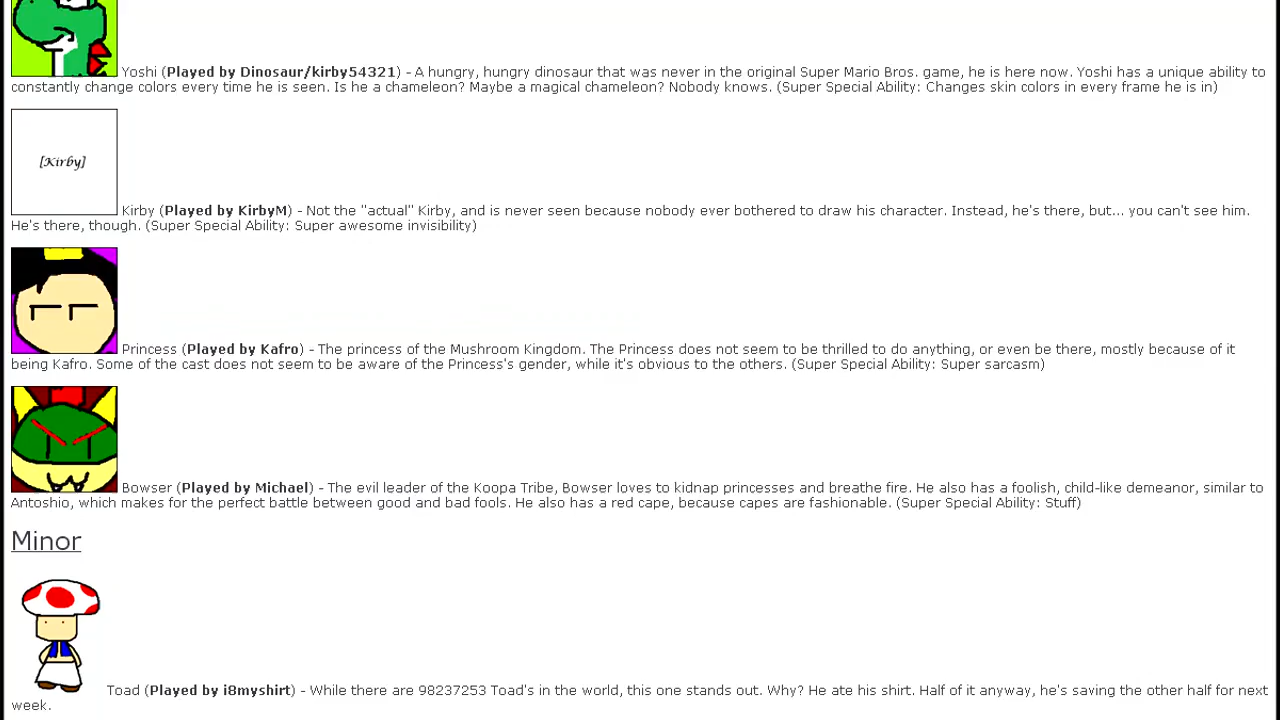 Yoshi (Played by Dinosaur/kirby54321) - A hungry, hungry dinosaur that was never in the original Super Mario Bros. game, he is here now. Yoshi has a unique ability to
constantly change colors every time he is seen. Is he a chameleon? Maybe a magical chameleon? Nobody knows. (Super Special Ability: Changes skin colors in every frame he is in)
[Kirby]
Kirby (Played by KirbyM) - Not the "actual" Kirby, and is never seen because nobody ever bothered to draw his character. Instead, he's there, but... you can't see him.
He's there, though. (Super Special Ability: Super awesome invisibility)
Princess (Played by Kafro) - The princess of the Mushroom Kingdom. The Princess does not seem to be thrilled to do anything, or even be there, mostly because of it
being Kafro. Some of the cast does not seem to be aware of the Princess's gender, while it's obvious to the others. (Super Special Ability: Super sarcasm)
Bowser (Played by Michael) - The evil leader of the Koopa Tribe, Bowser loves to kidnap princesses and breathe fire. He also has a foolish, child-like demeanor, similar to
Antoshio, which makes for the perfect battle between good and bad fools. He also has a red cape, because capes are fashionable. (Super Special Ability: Stuff)
Minor
Toad (Played by i8myshirt) - While there are 98237253 Toad's in the world, this one stands out. Why? He ate his shirt. Half of it anyway, he's saving the other half for next
week.